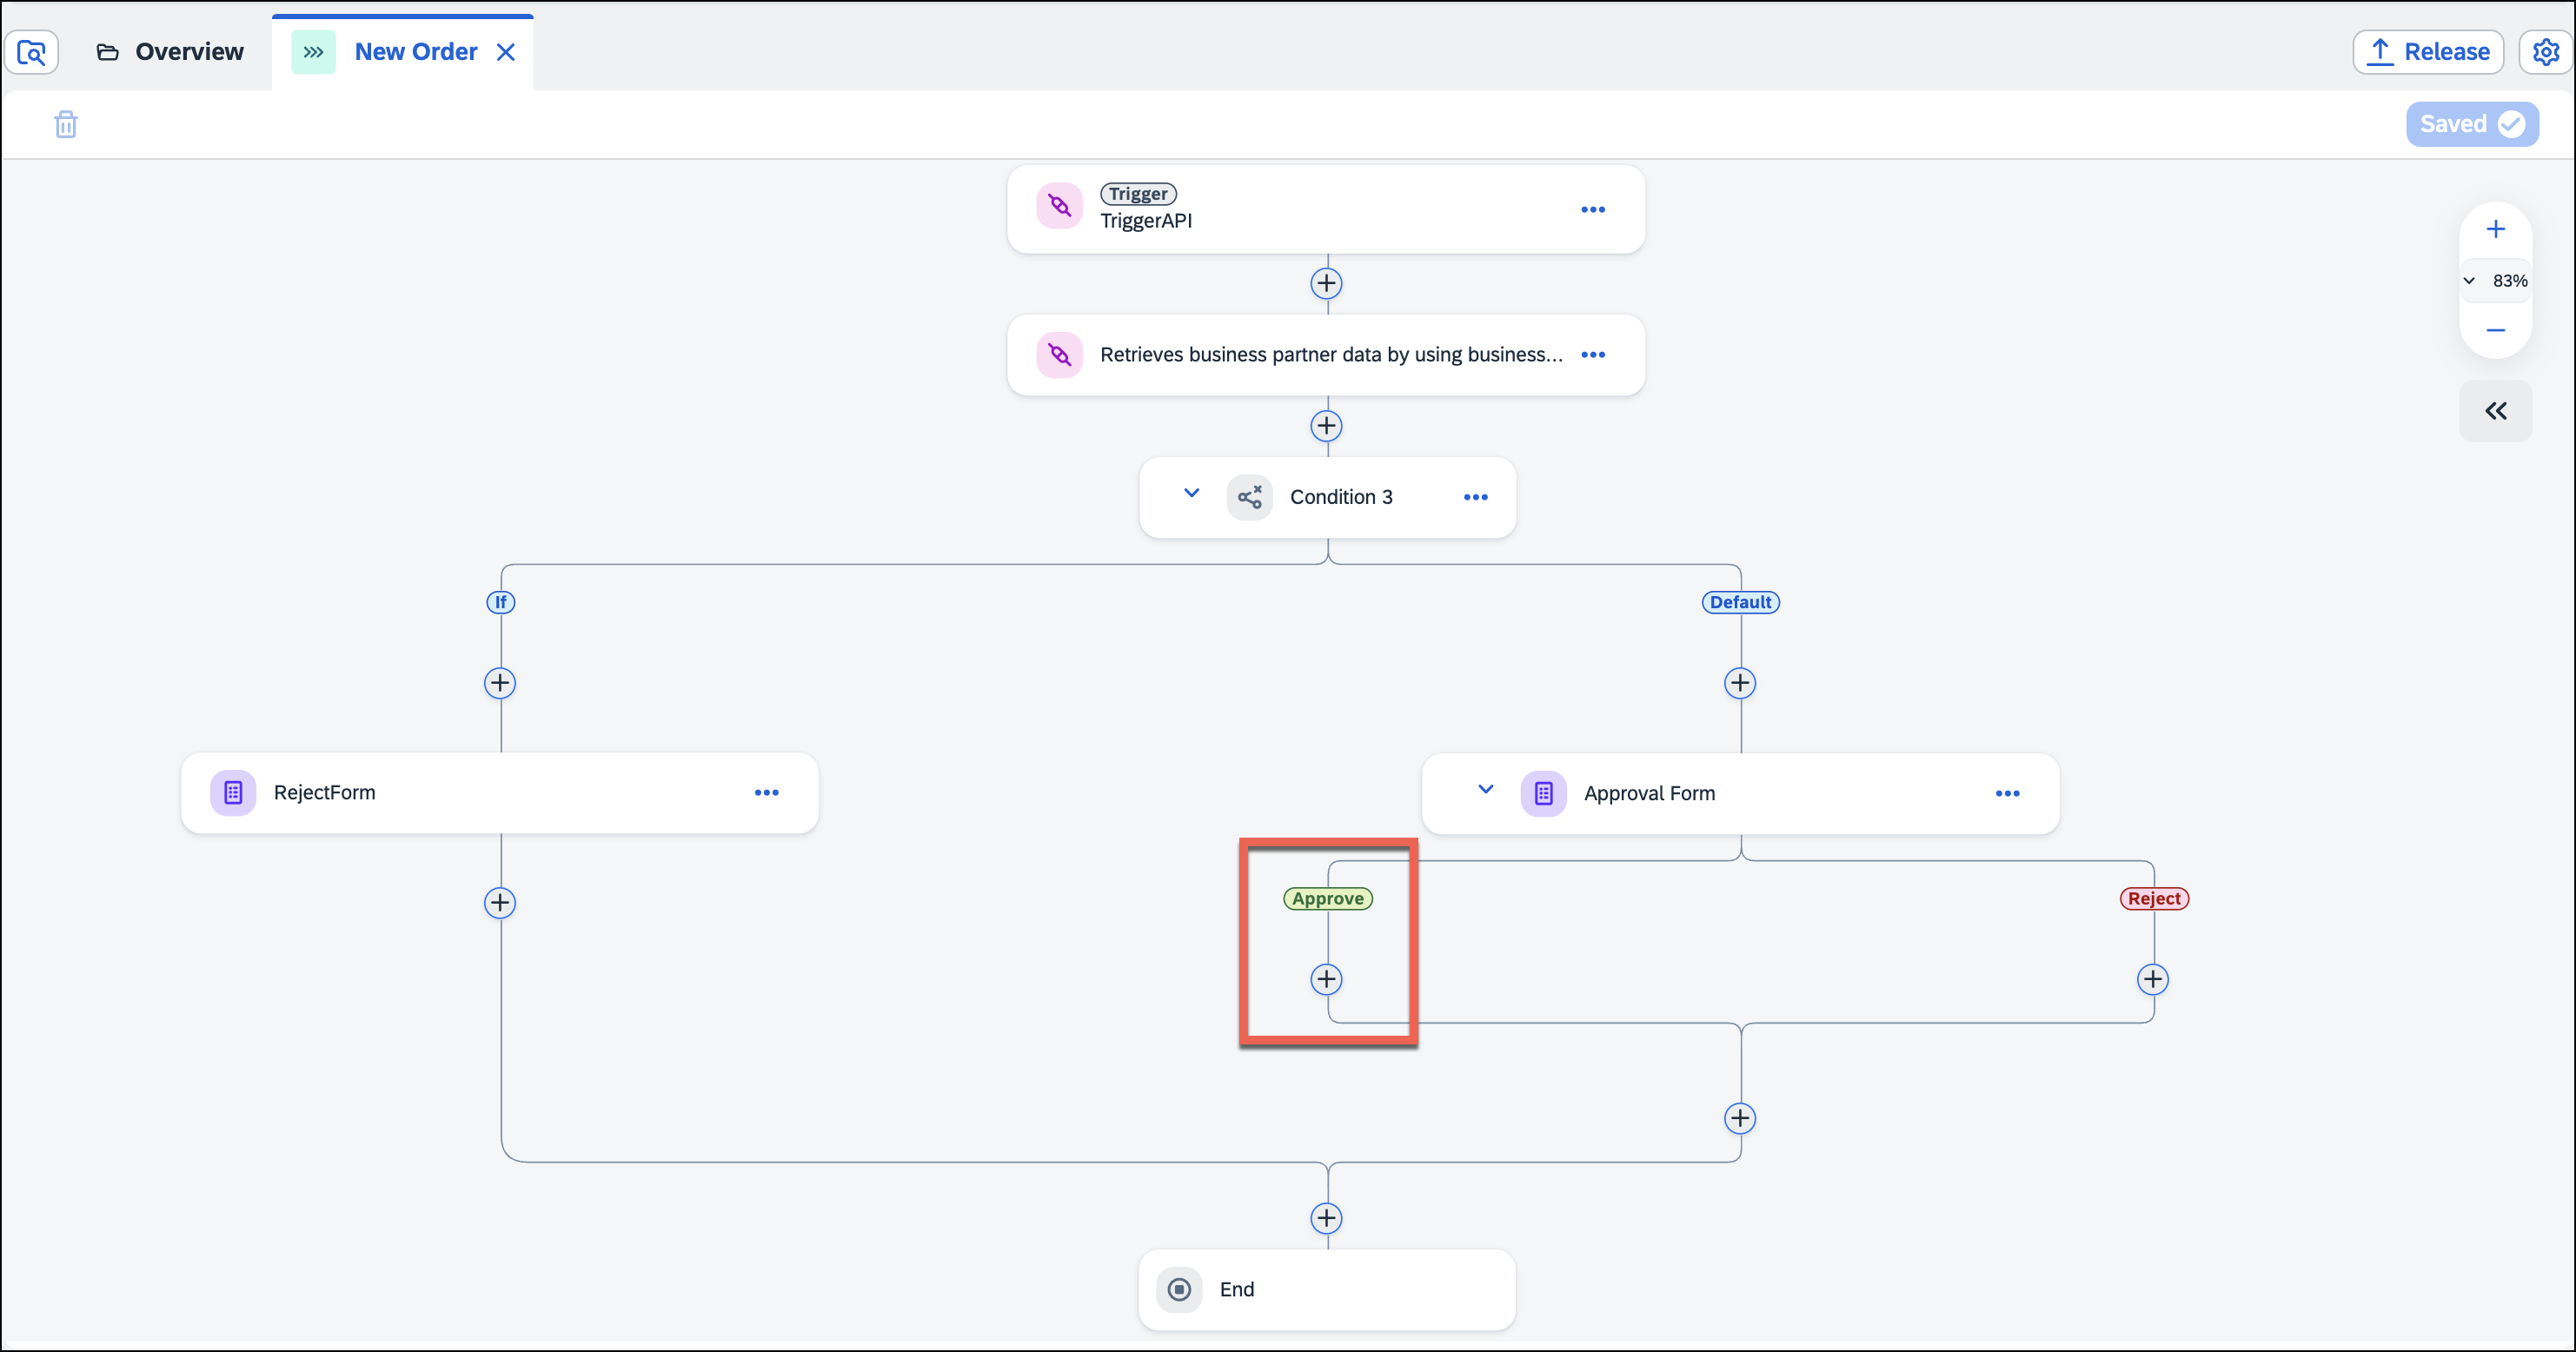 Overview
New Order
Release
Saved
Trigger
TriggerAPI
83%
Retrieves business partner data by using business...
Condition 3
If
Default
RejectForm
Approval Form
Approve
Reject
End